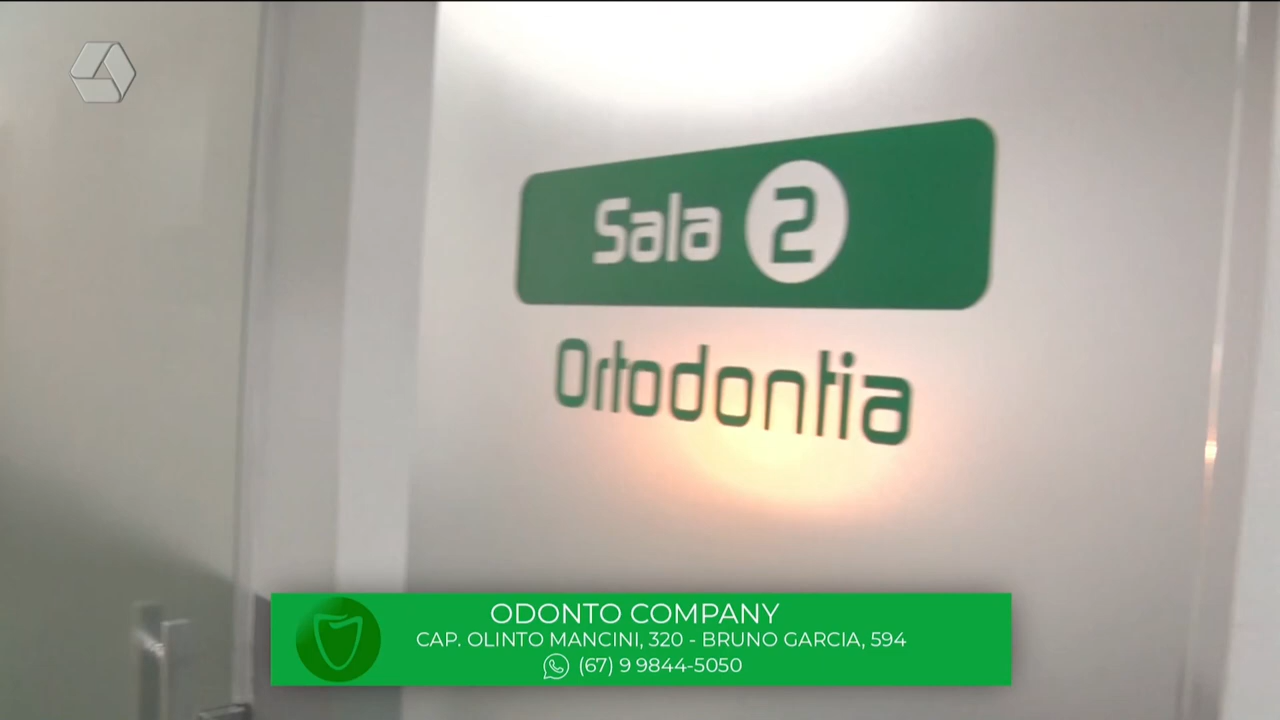 Sala 2
Ortodontia
ODONTO COMPANY
CAP. OLINTO MANCINI, 320 - BRUNO GARCIA, 594
(67) 9 9844-5050